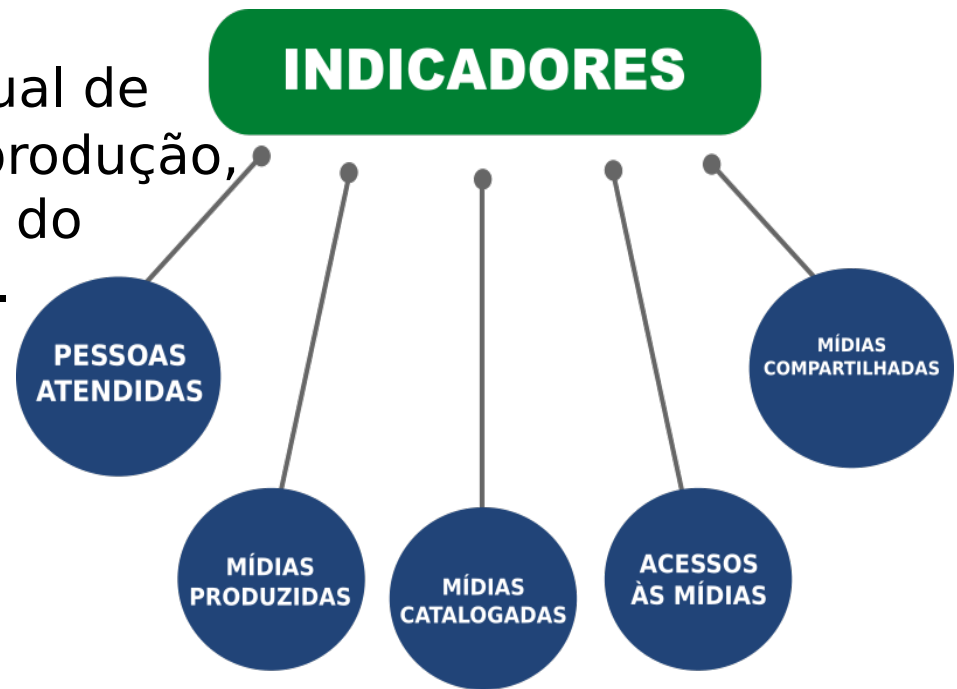 INDICADORES
ual de
produção,
do
PESSOAS
ATENDIDAS
MÍDIAS
PRODUZIDAS
MÍDIAS
CATALOGADAS
ACESSOS
ÀS MÍDIAS
MÍDIAS
COMPARTILHADAS